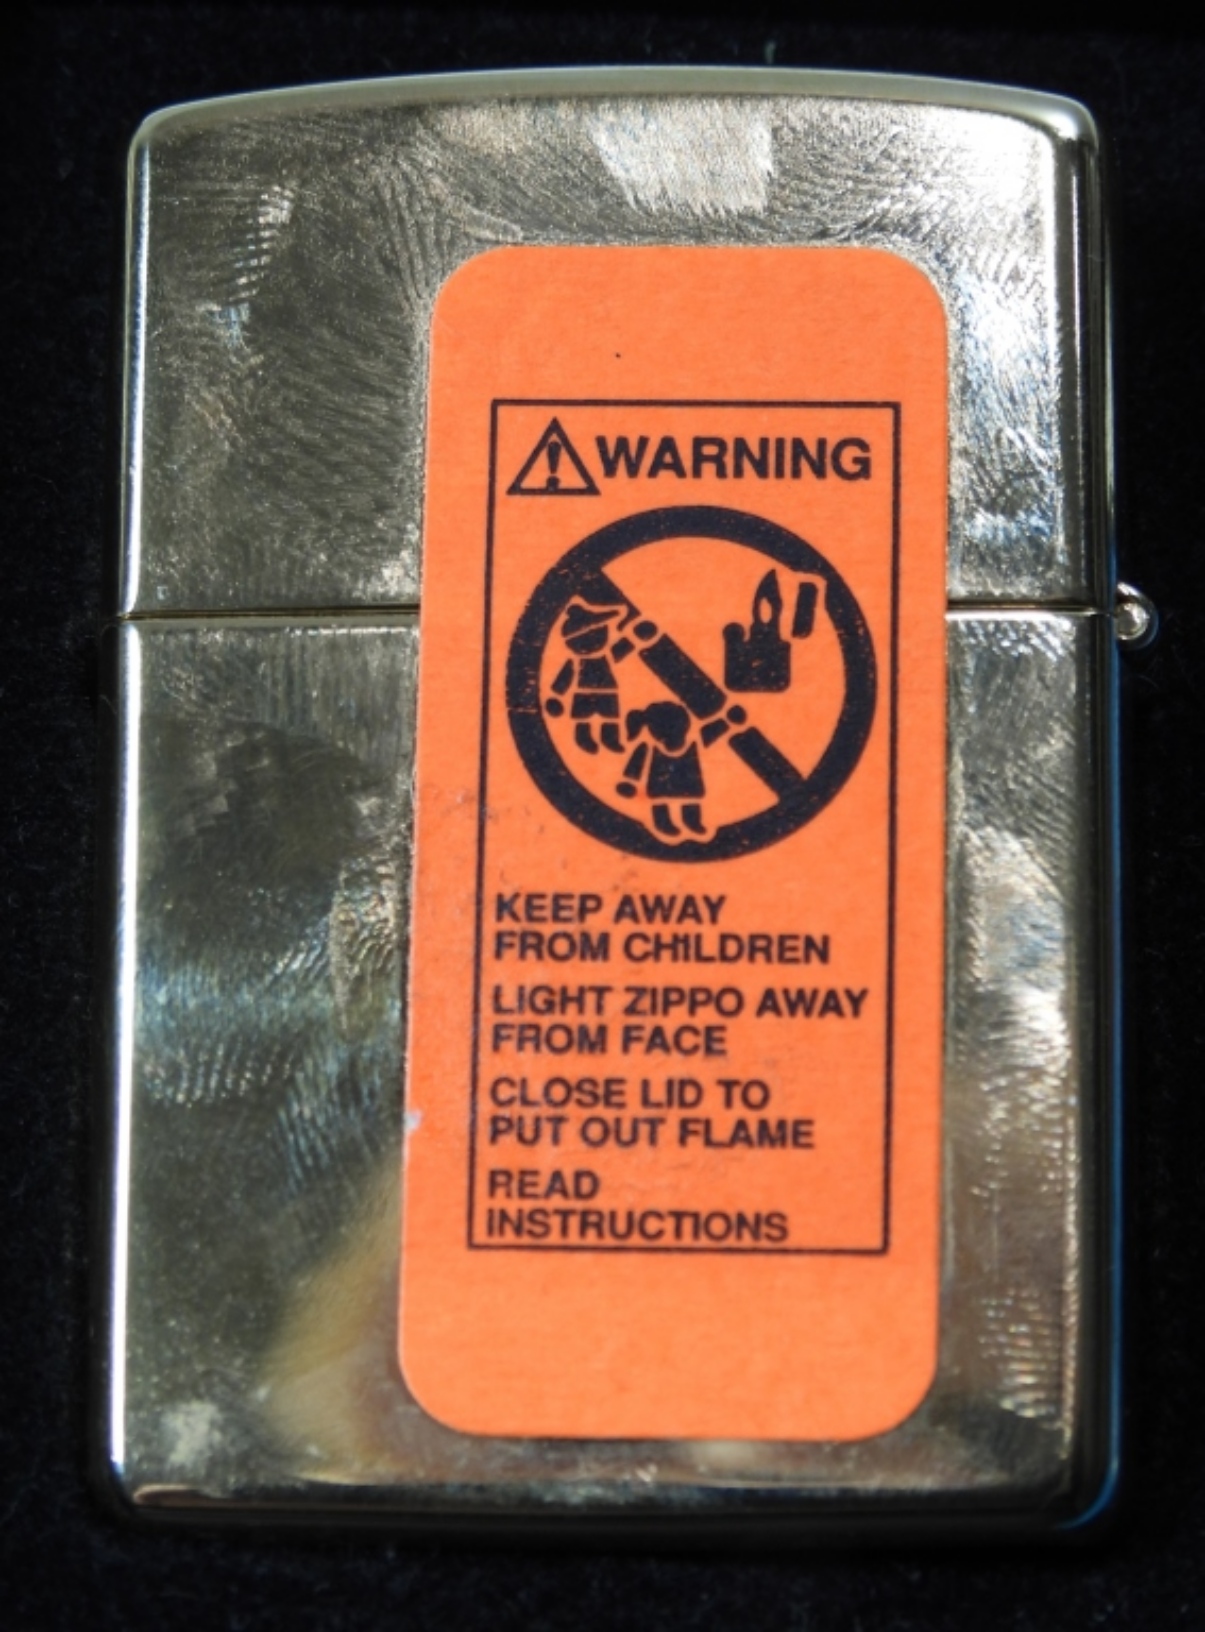 WARNING
KEEP AWAY
FROM CHILDREN
LIGHT ZIPPO AWAY
FROM FACE
CLOSE LID TO
PUT OUT FLAME
READ
INSTRUCTIONS